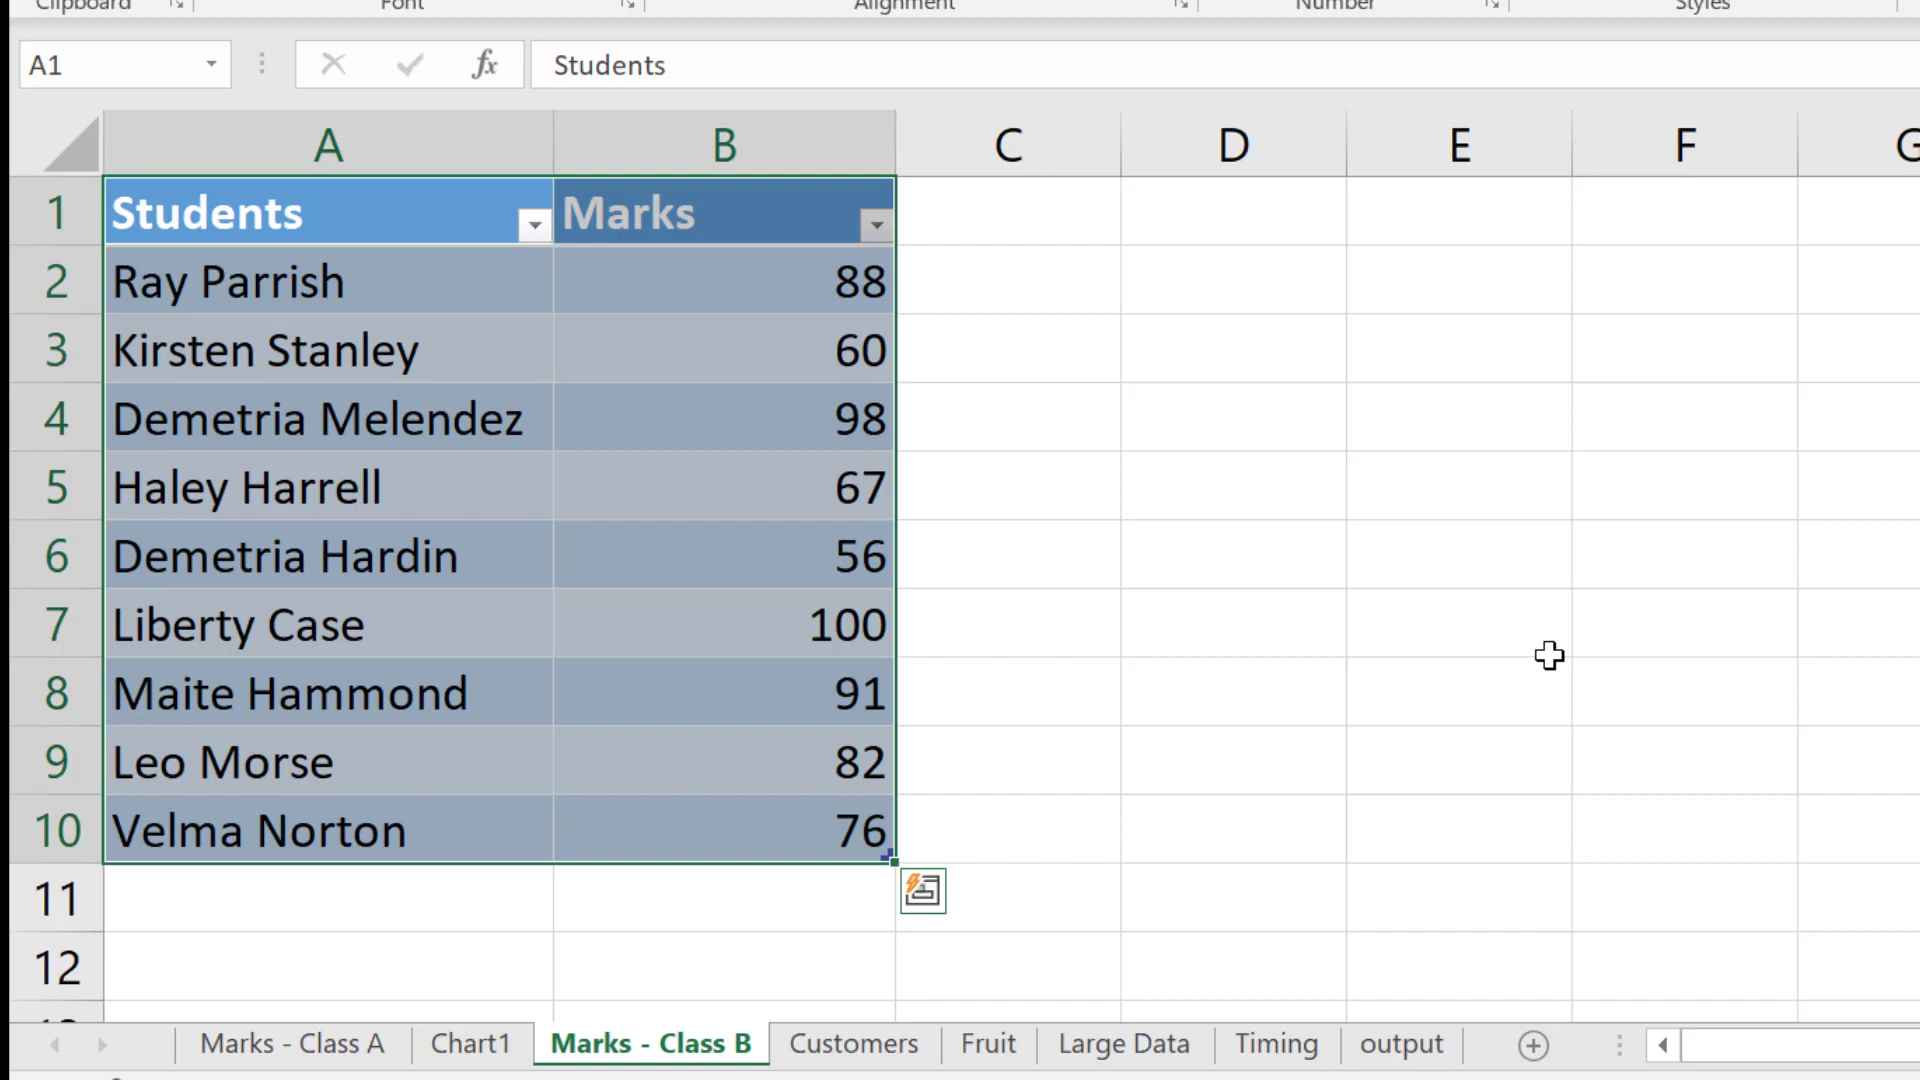 Clipboard Font Alignment Number Styles
A1 fx Students
A B C D E F G
1 Students Marks
2 Ray Parrish 88
3 Kirsten Stanley 60
4 Demetria Melendez 98
5 Haley Harrell 67
6 Demetria Hardin 56
7 Liberty Case 100
8 Maite Hammond 91
9 Leo Morse 82
10 Velma Norton 76
11
12
Marks - Class A Chart1 Marks - Class B Customers Fruit Large Data Timing output